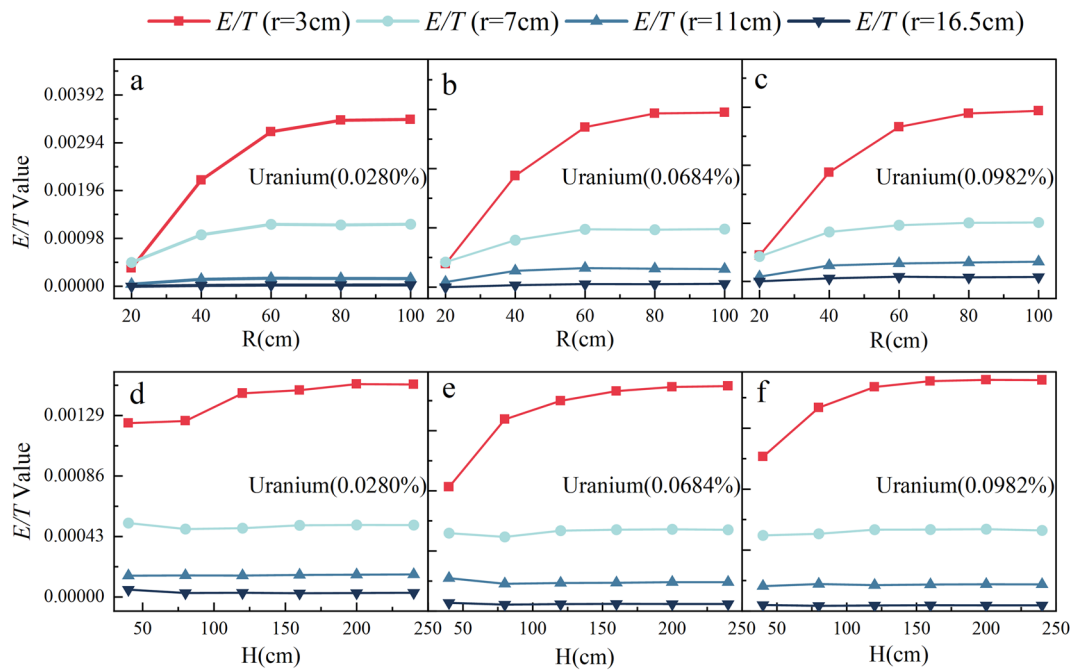 E/T (r=3cm) E/T (r=7cm) E/T (r=11cm) E/T (r=16.5cm)
a b c
0.00392
0.00294
0.00196
0.00098
0.00000
E/T Value
Uranium(0.0280%) Uranium(0.0684%) Uranium(0.0982%)
20 40 60 80 100 20 40 60 80 100 20 40 60 80 100
R(cm) R(cm) R(cm)
d e f
0.00129
0.00086
0.00043
0.00000
E/T Value
Uranium(0.0280%) Uranium(0.0684%) Uranium(0.0982%)
50 100 150 200 250 50 100 150 200 250 50 100 150 200 250
H(cm) H(cm) H(cm)